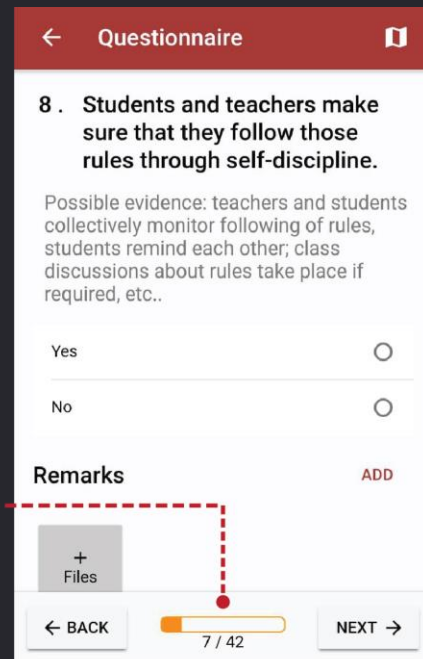 ← Questionnaire
8 . Students and teachers make
sure that they follow those
rules through self-discipline.
Possible evidence: teachers and students
collectively monitor following of rules,
students remind each other; class
discussions about rules take place if
required, etc..
Yes
No
Remarks ADD
+
Files
← BACK 7 / 42 NEXT →